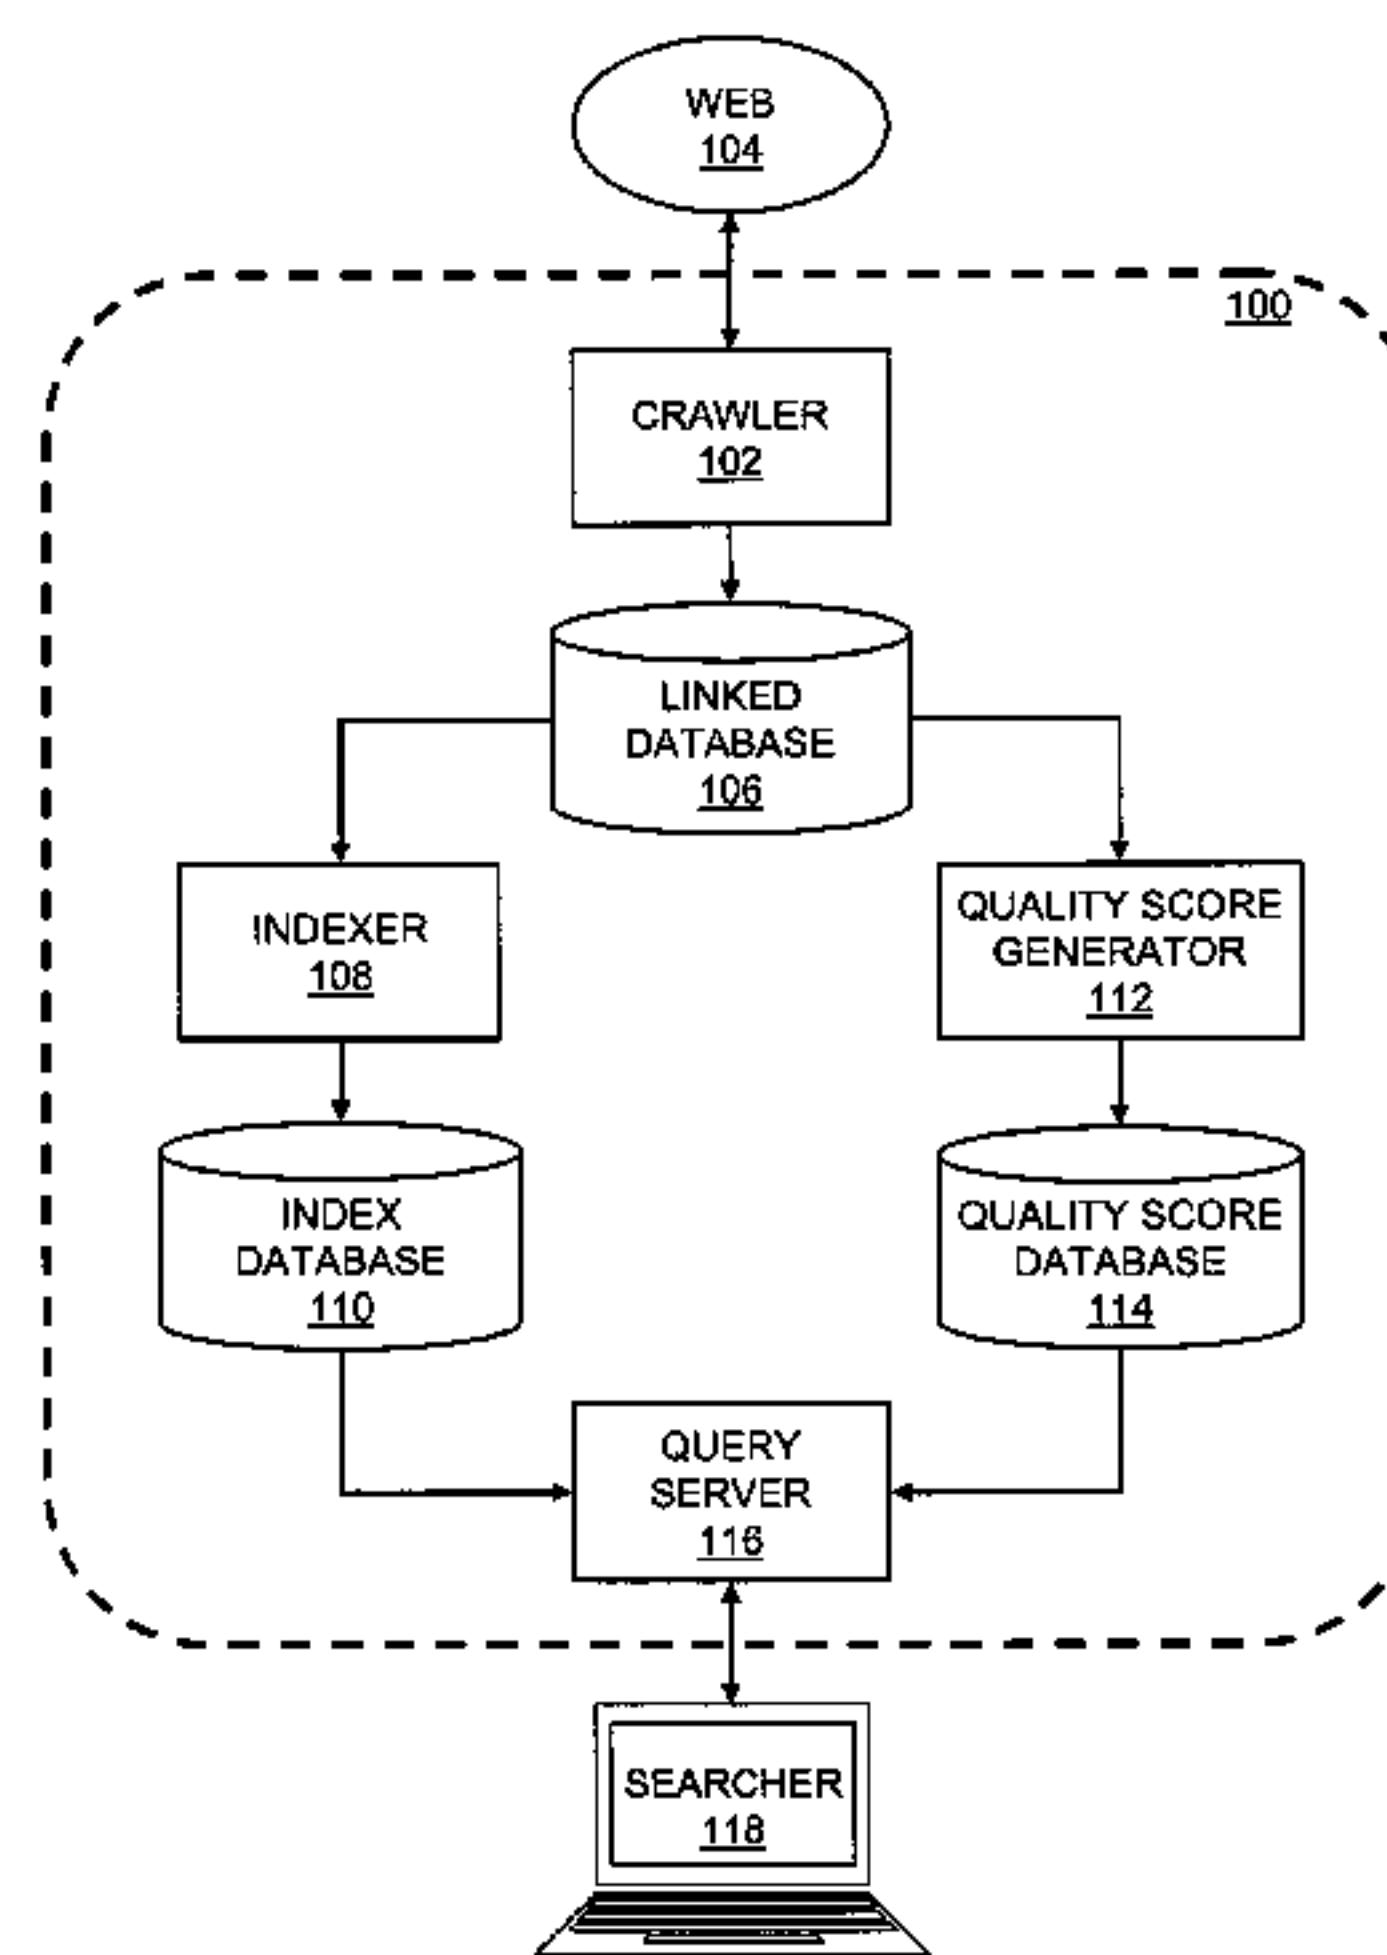 WEB
104
100
CRAWLER
102
LINKED
DATABASE
106
INDEXER
108
QUALITY SCORE
GENERATOR
112
INDEX
DATABASE
110
QUALITY SCORE
DATABASE
114
QUERY
SERVER
116
SEARCHER
118